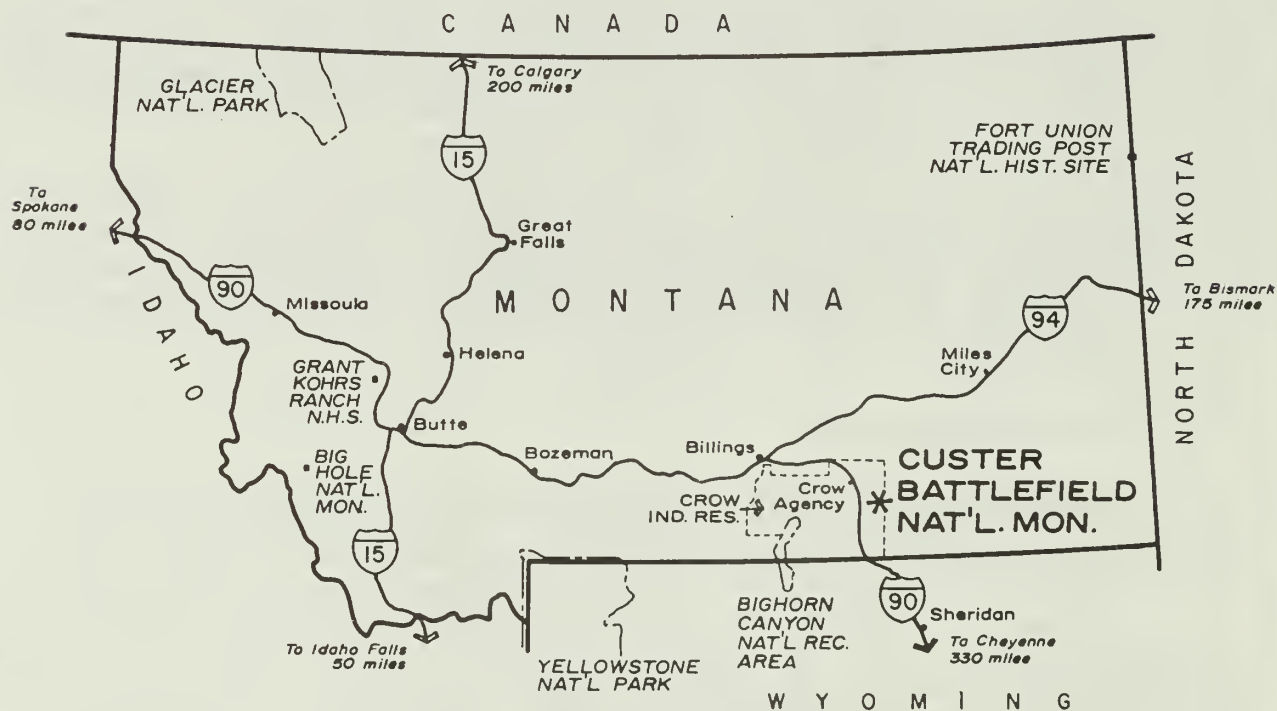 CANADA
GLACIER
NAT'L. PARK
To Calgary
200 miles
15
FORT UNION
TRADING POST
NAT'L. HIST. SITE
NORTH DAKOTA
To
Spokane
80 miles
Great
Falls
IDAHO
90
Missoula
MONTANA
To Bismark
175 miles
94
Helena
Miles
City
GRANT
KOHRS
RANCH
N.H.S.
Butte
Billings
Bozeman
BIG
HOLE
NAT'L.
MON.
CROW
IND. RES.
Crow
Agency
CUSTER
BATTLEFIELD
NAT'L. MON.
15
BIGHORN
CANYON
NAT'L REC.
AREA
90
Sheridan
To Idaho Falls
50 miles
YELLOWSTONE
NAT'L PARK
To Cheyenne
330 miles
WYOMING